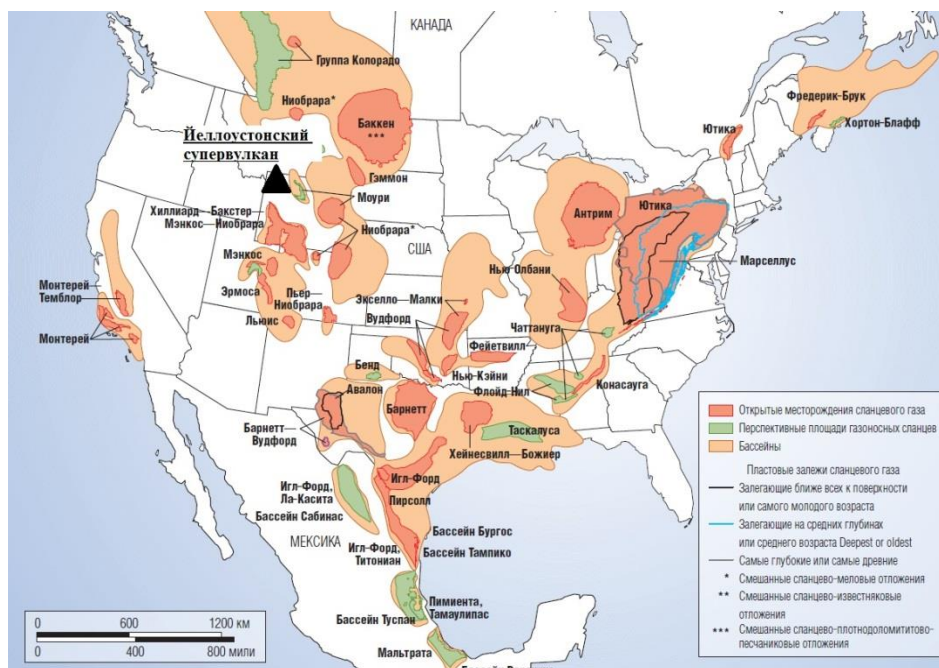 КАНАДА
Группа Колорадо
Ниобрара*
Баккен
***
Фредерик-Брук
Ютика
Хортон-Блафф
Йеллоустонский
супервулкан
Гэммон
Моури
Хиллиард—Бакстер
Мэнкос—Ниобрара
Антрим
Ютика
Ниобрара*
США
Марселлус
Мэнкос
Нью-Олбани
Монтерей
Темблор
Эрмоса
Пьер-
Ниобрара
Экселло—Малки
Вудфорд
Льюис
Чаттануга
Монтерей
Фейетвилл
Бенд
Нью-Кэйни
Флойд-Нил
Конасауга
Авалон
Барнетт
Барнетт-
Вудфорд
Таскалуса
Хейнесвилл—Божиер
Игл-Форд
Игл-Форд,
Ла-Касита
Пирсолл
Бассейн Сабинас
Бассейн Бургос
МЕКСИКА
Игл-Форд,
Титониан
Бассейн Тампико
Пимиента,
Тамаулипас
Бассейн Туспан
Мальтрата
0 600 1200 км
0 400 800 мили
Открытые месторождения сланцевого газа
Перспективные площади газоносных сланцев
Бассейны
Пластовые залежи сланцевого газа
Залегающие ближе всех к поверхности
или самого молодого возраста
Залегающие на средних глубинах
или среднего возраста Deepest or oldest
Самые глубокие или самые древние
* Смешанные сланцево-меловые отложения
** Смешанные сланцево-известняковые
отложения
*** Смешанные сланцево-плотнодоломититово-
песчаниковые отложения